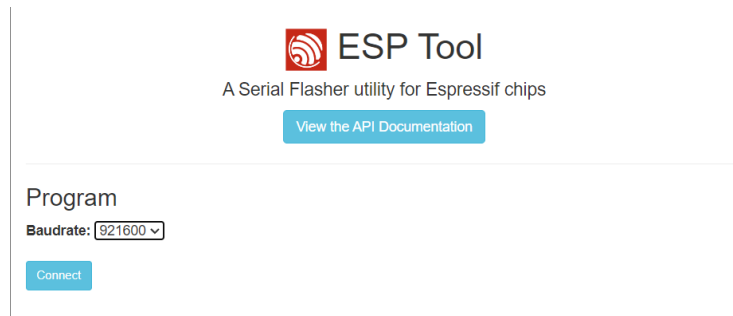 ESP Tool
A Serial Flasher utility for Espressif chips
View the API Documentation
Program
Baudrate: 921600
Connect